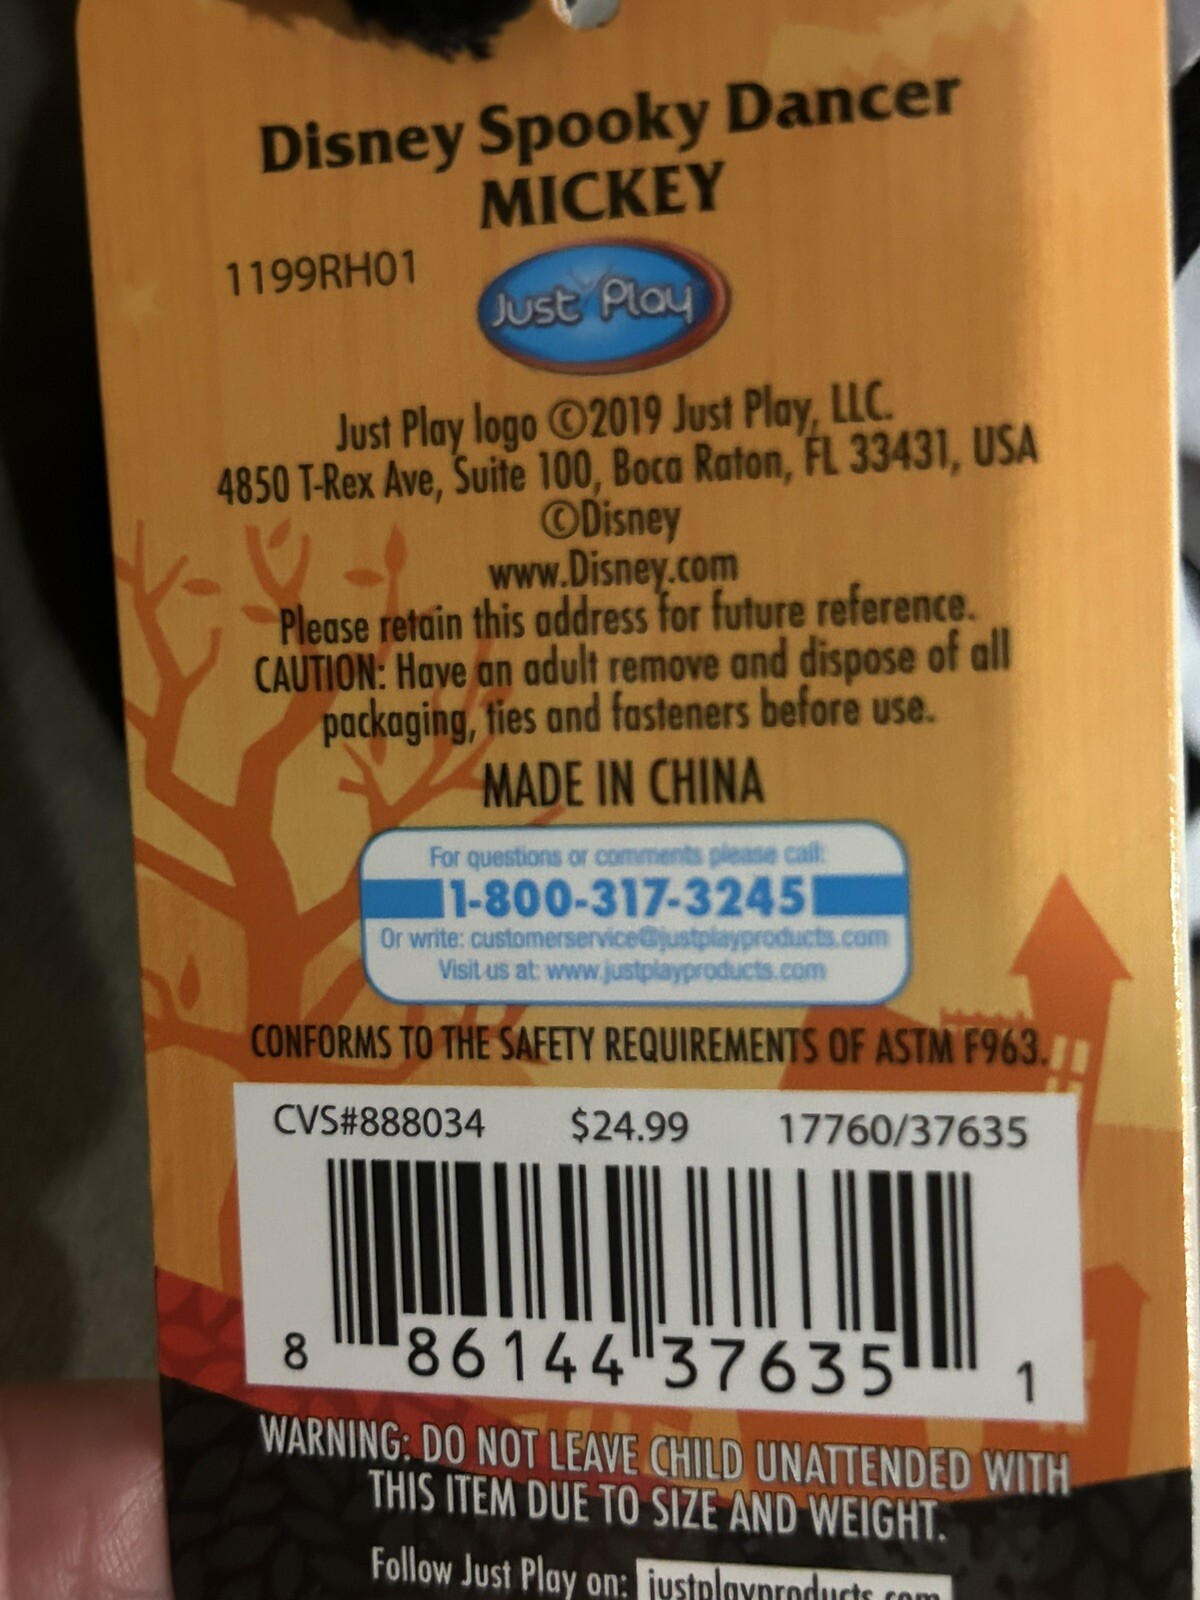 Disney Spooky Dancer
MICKEY
1199RH01
Just Play
Just Play logo ©2019 Just Play, LLC.
4850 T-Rex Ave, Suite 100, Boca Raton, FL 33431, USA
©Disney
www.Disney.com
Please retain this address for future reference.
CAUTION: Have an adult remove and dispose of all
packaging, ties and fasteners before use.
MADE IN CHINA
For questions or comments please call:
1-800-317-3245
Or write: customerservice@justplayproducts.com
Visit us at: www.justplayproducts.com
CONFORMS TO THE SAFETY REQUIREMENTS OF ASTM F963.
CVS#888034 $24.99 17760/37635
8 86144 37635 1
WARNING: DO NOT LEAVE CHILD UNATTENDED WITH
THIS ITEM DUE TO SIZE AND WEIGHT.
Follow Just Play on: justplayproducts.com